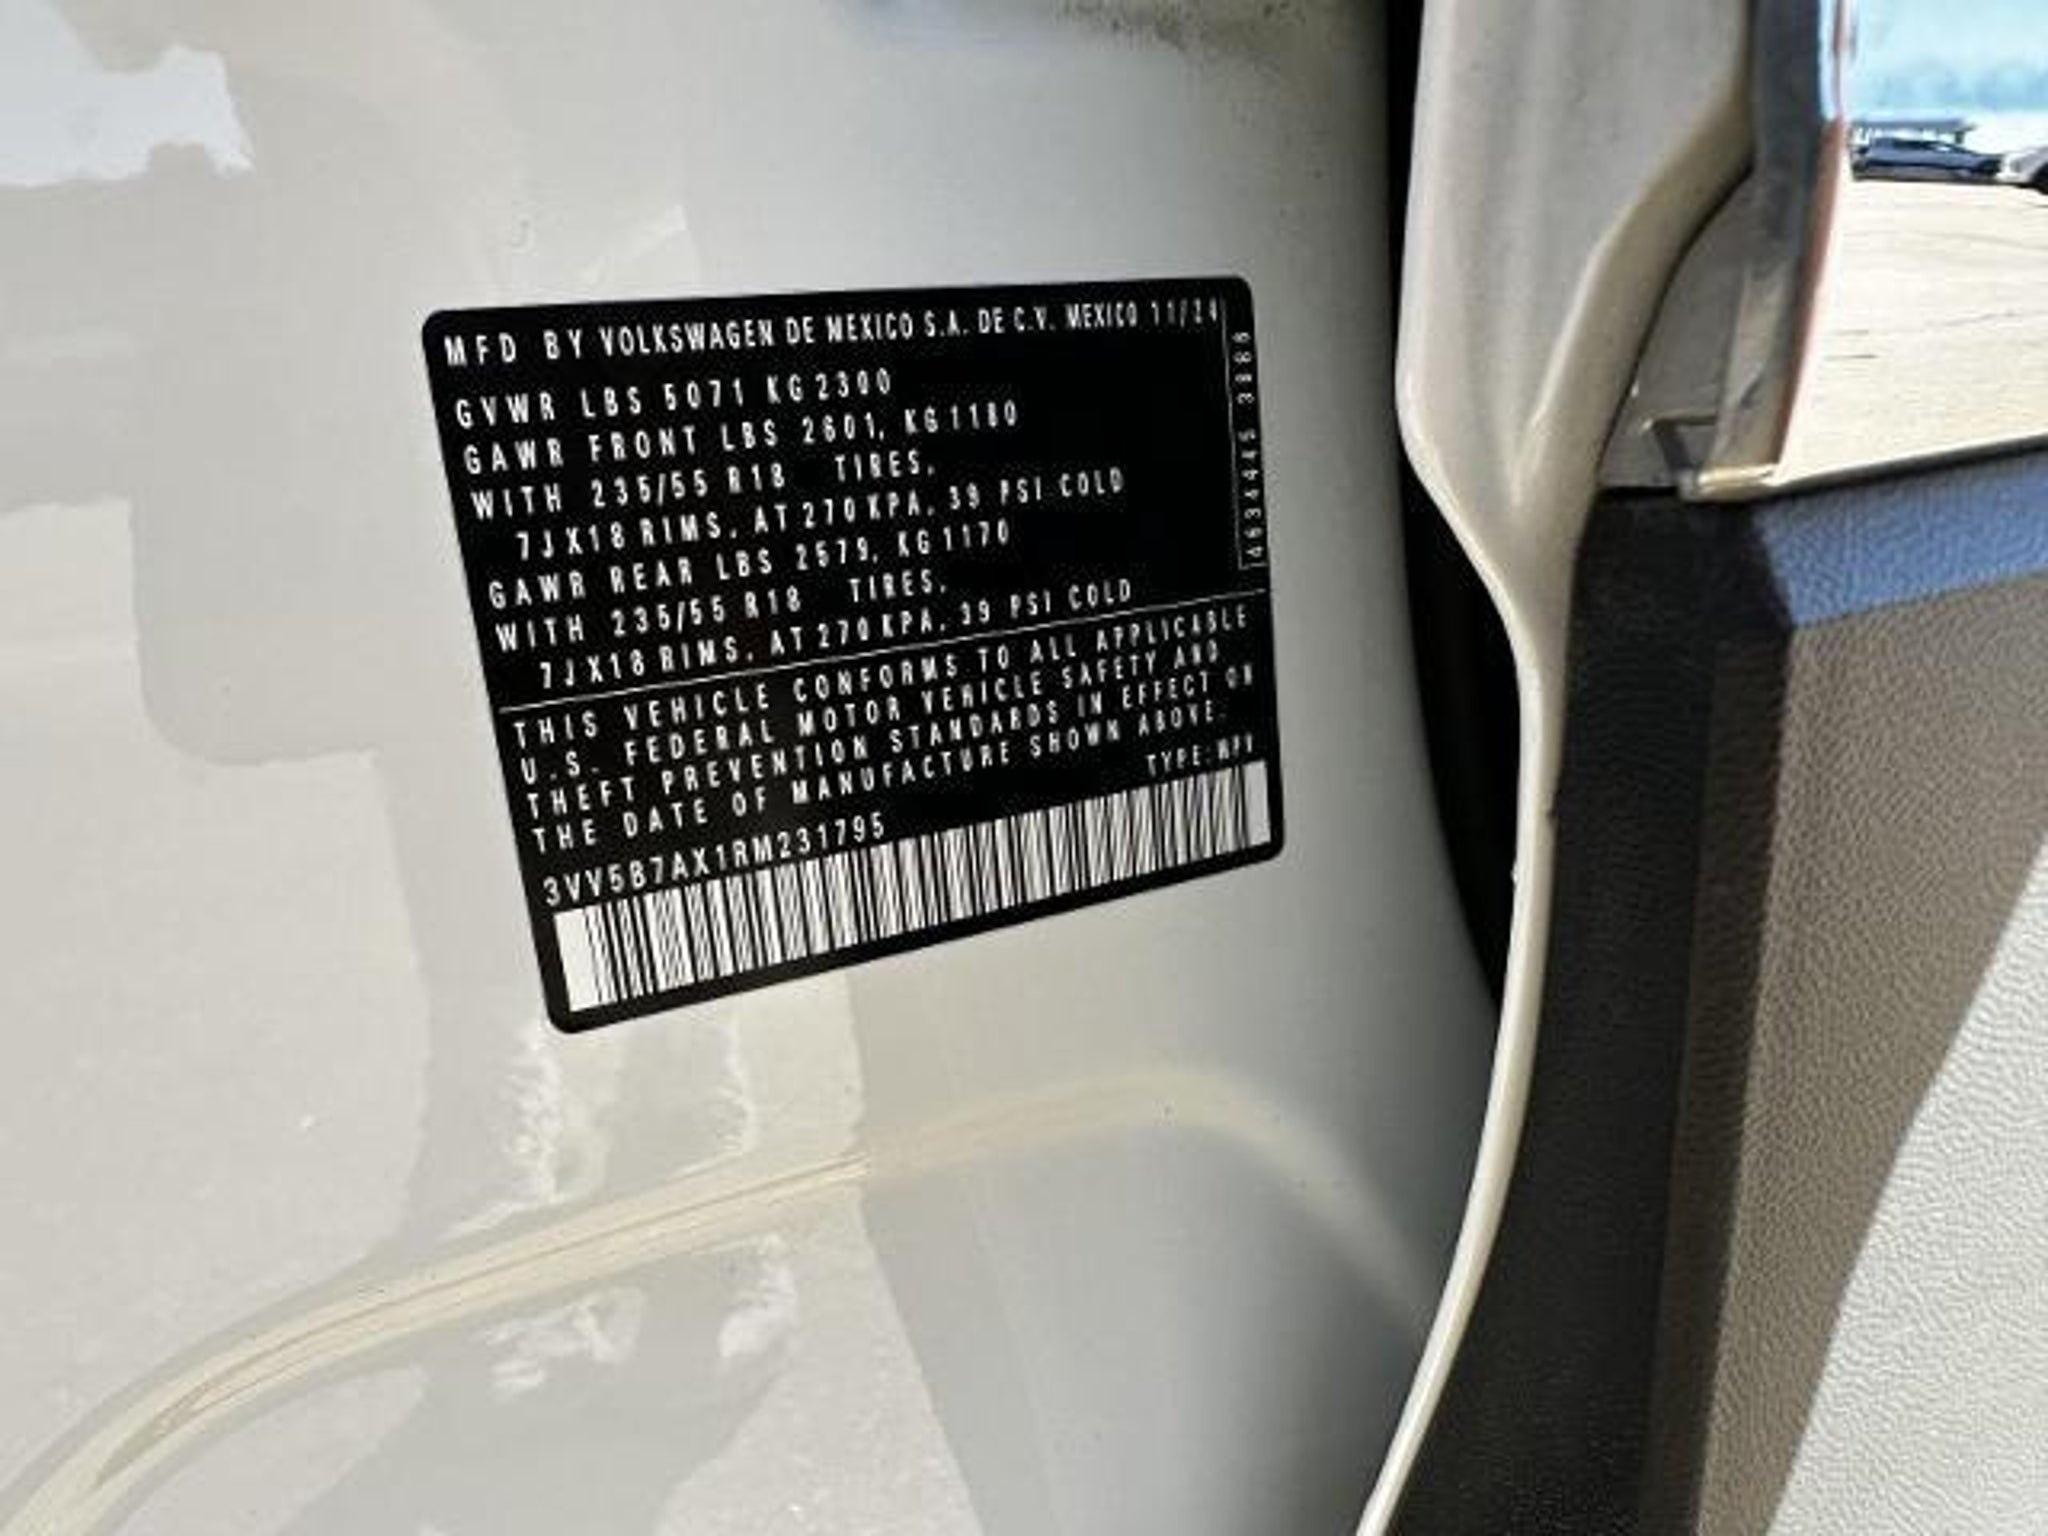 MFD BY VOLKSWAGEN DE MEXICO S.A. DE C.V. MEXICO 11/24
GVWR LBS 5071 KG 2300
GAWR FRONT LBS 2601, KG 1180
WITH 235/55 R18 TIRES,
7JX18 RIMS, AT 270 KPA, 39 PSI COLD
GAWR REAR LBS 2579, KG 1170
WITH 235/55 R18 TIRES,
7JX18 RIMS, AT 270 KPA, 39 PSI COLD
THIS VEHICLE CONFORMS TO ALL APPLICABLE
U.S. FEDERAL MOTOR VEHICLE SAFETY AND
THEFT PREVENTION STANDARDS IN EFFECT ON
THE DATE OF MANUFACTURE SHOWN ABOVE.
TYPE: MPV
3VV5B7AX1RM231795